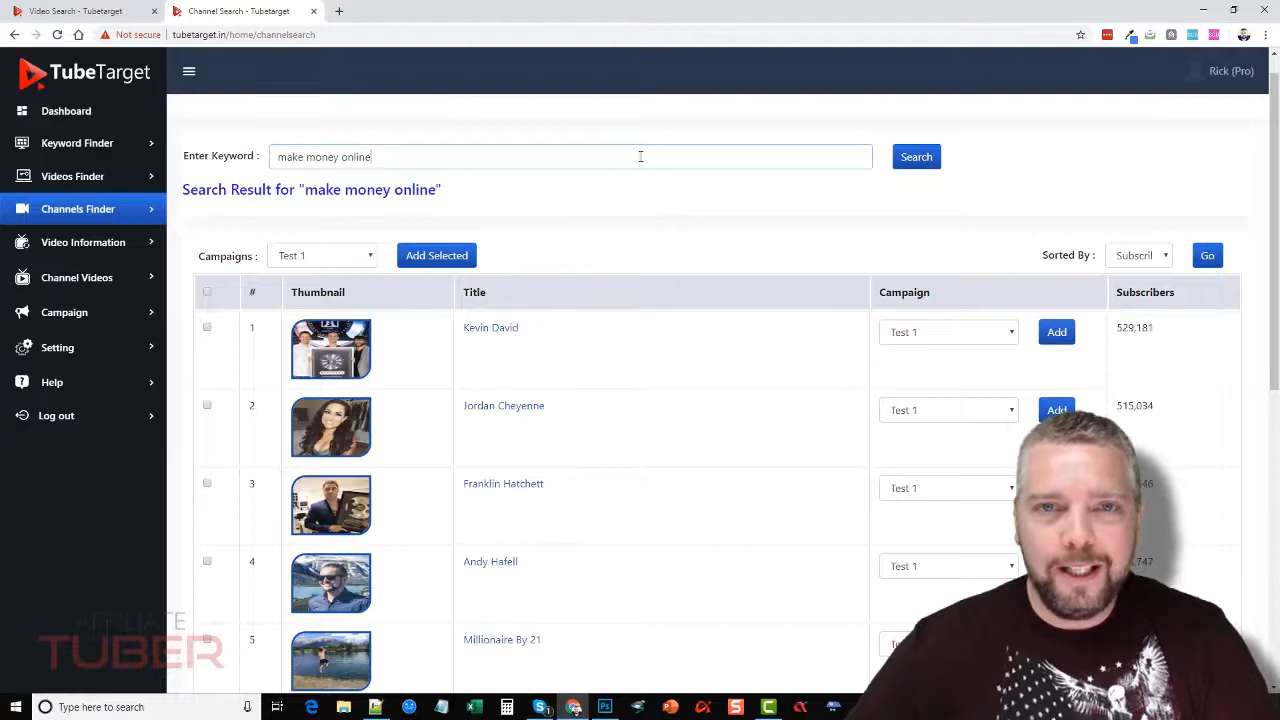 Video Search - Tubetarget
Channel Search - Tubetarget
Not secure
tubetarget.in/home/channelsearch
TubeTarget
Rick (Pro)
Dashboard
Keyword Finder
Videos Finder
Channels Finder
Video Information
Channel Videos
Campaign
Setting
Help
Log out
Enter Keyword :
make money online
Search
Search Result for "make money online"
Campaigns :
Test 1
Add Selected
Sorted By :
Subscril
Go
#
Thumbnail
Title
Campaign
Subscribers
1
Kevin David
Test 1
Add
529,181
2
Jordan Cheyenne
Test 1
Add
515,034
3
Franklin Hatchett
Test 1
4
Andy Hafell
Test 1
,747
5
Millionaire By 21
AFFILIATE
TUBER
Type here to search